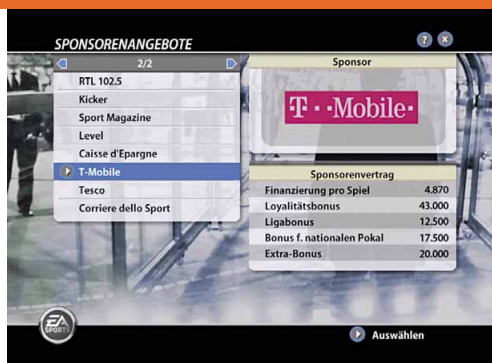 SPONSORENANGEBOTE
? x
2/2
RTL 102.5
Kicker
Sport Magazine
Level
Caisse d'Epargne
T-Mobile
Tesco
Corriere dello Sport
Sponsor
T··Mobile·
Sponsorenvertrag
Finanzierung pro Spiel 4.870
Loyalitätsbonus 43.000
Ligabonus 12.500
Bonus f. nationalen Pokal 17.500
Extra-Bonus 20.000
EA SPORTS
Auswählen